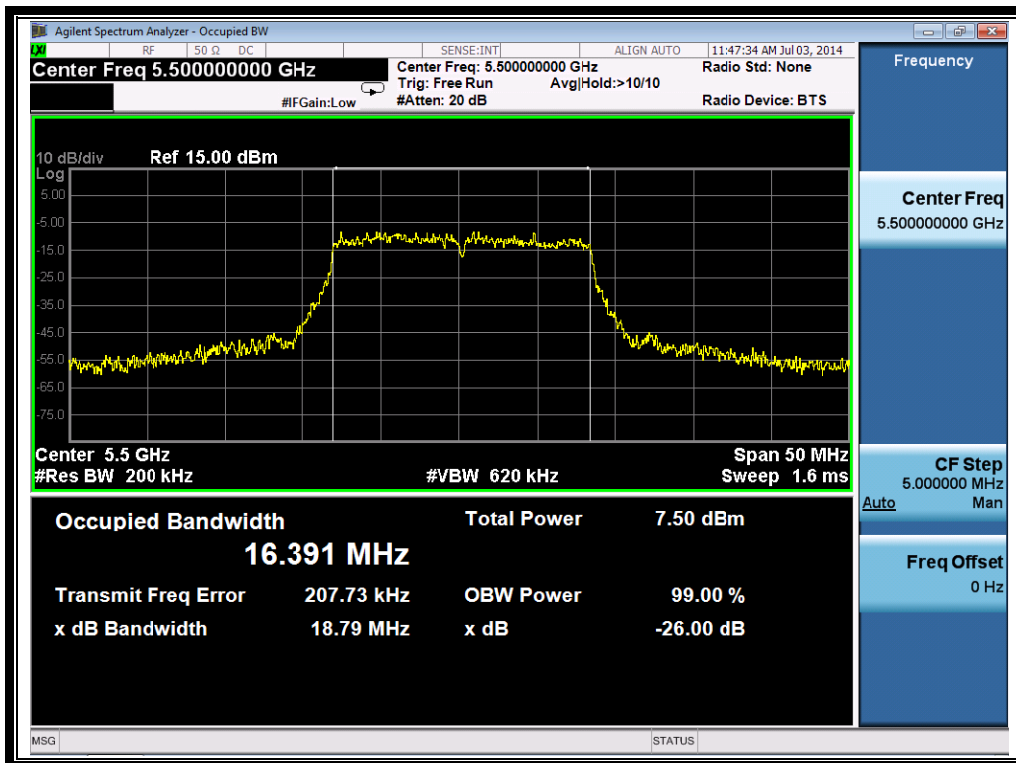 Agilent Spectrum Analyzer - Occupied BW
LXI RF 50 Ω DC SENSE:INT ALIGN AUTO 11:47:34 AM Jul 03, 2014
Center Freq 5.500000000 GHz
Center Freq: 5.500000000 GHz
Radio Std: None
Trig: Free Run Avg|Hold:>10/10
#IFGain:Low
#Atten: 20 dB
Radio Device: BTS
10 dB/div Ref 15.00 dBm
Log
5.00
-5.00
-15.0
-25.0
-35.0
-45.0
-55.0
-65.0
-75.0
Center 5.5 GHz Span 50 MHz
#Res BW 200 kHz #VBW 620 kHz Sweep 1.6 ms
Occupied Bandwidth Total Power 7.50 dBm
16.391 MHz
Transmit Freq Error 207.73 kHz OBW Power 99.00 %
x dB Bandwidth 18.79 MHz x dB -26.00 dB
MSG STATUS
Frequency
Center Freq
5.500000000 GHz
CF Step
5.000000 MHz
Auto Man
Freq Offset
0 Hz